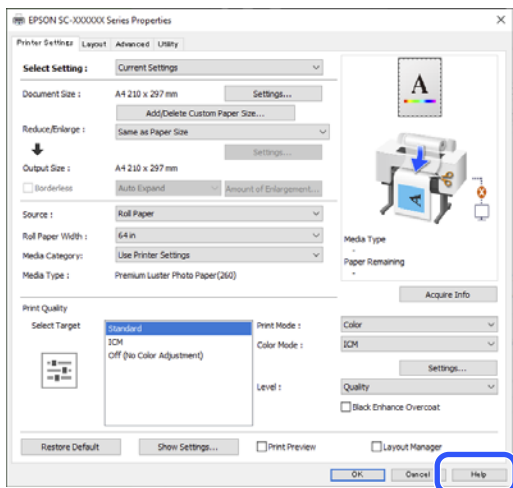 EPSON SC-XXXXXX Series Properties
Printer Settings Layout Advanced Utility
Select Setting : Current Settings
Document Size : A4 210 x 297 mm Settings...
Add/Delete Custom Paper Size...
Reduce/Enlarge : Same as Paper Size
Settings...
Output Size : A4 210 x 297 mm
Borderless Auto Expand Amount of Enlargement...
Source : Roll Paper
Roll Paper Width : 64 in
Media Category: Use Printer Settings
Media Type : Premium Luster Photo Paper(260)
A
A
Media Type
-
Paper Remaining
-
Acquire Info
Print Quality
Select Target
Standard
ICM
Off (No Color Adjustment)
Print Mode : Color
Color Mode : ICM
Settings...
Level : Quality
Black Enhance Overcoat
Restore Default Show Settings... Print Preview Layout Manager
OK Cancel Help